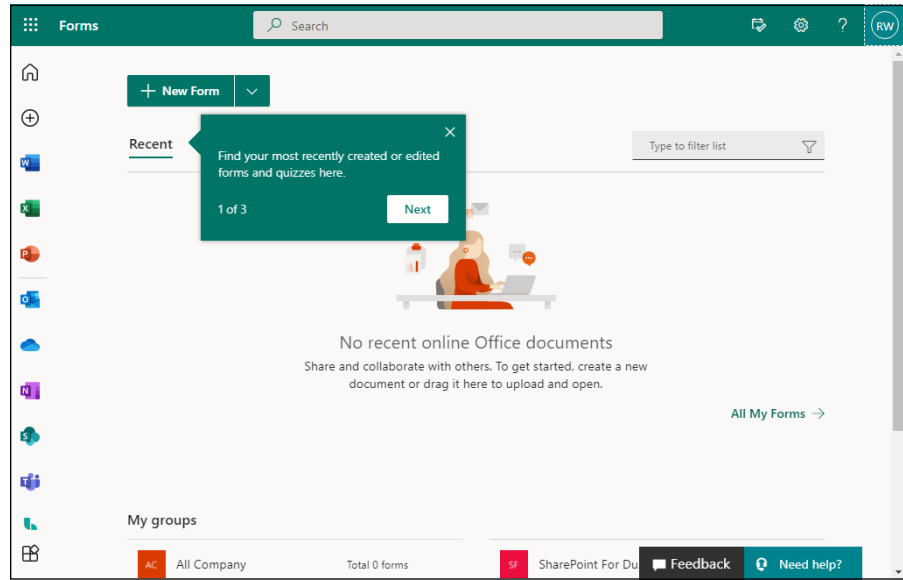 Forms
Search
?
RW
+ New Form
Recent
Find your most recently created or edited
forms and quizzes here.
1 of 3
Next
Type to filter list
No recent online Office documents
Share and collaborate with others. To get started, create a new
document or drag it here to upload and open.
All My Forms →
My groups
AC All Company Total 0 forms
SF SharePoint For Du
Feedback
Need help?